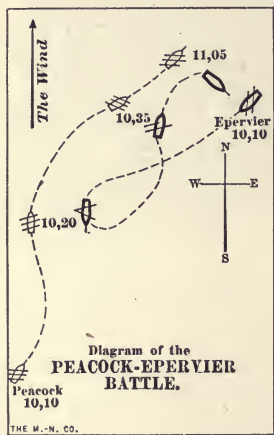 The Wind
11,05
10,35
Epervier
10,10
N
W
E
S
10,20
Diagram of the
PEACOCK-EPERVIER
BATTLE.
Peacock
10,10
THE M.-N. CO.